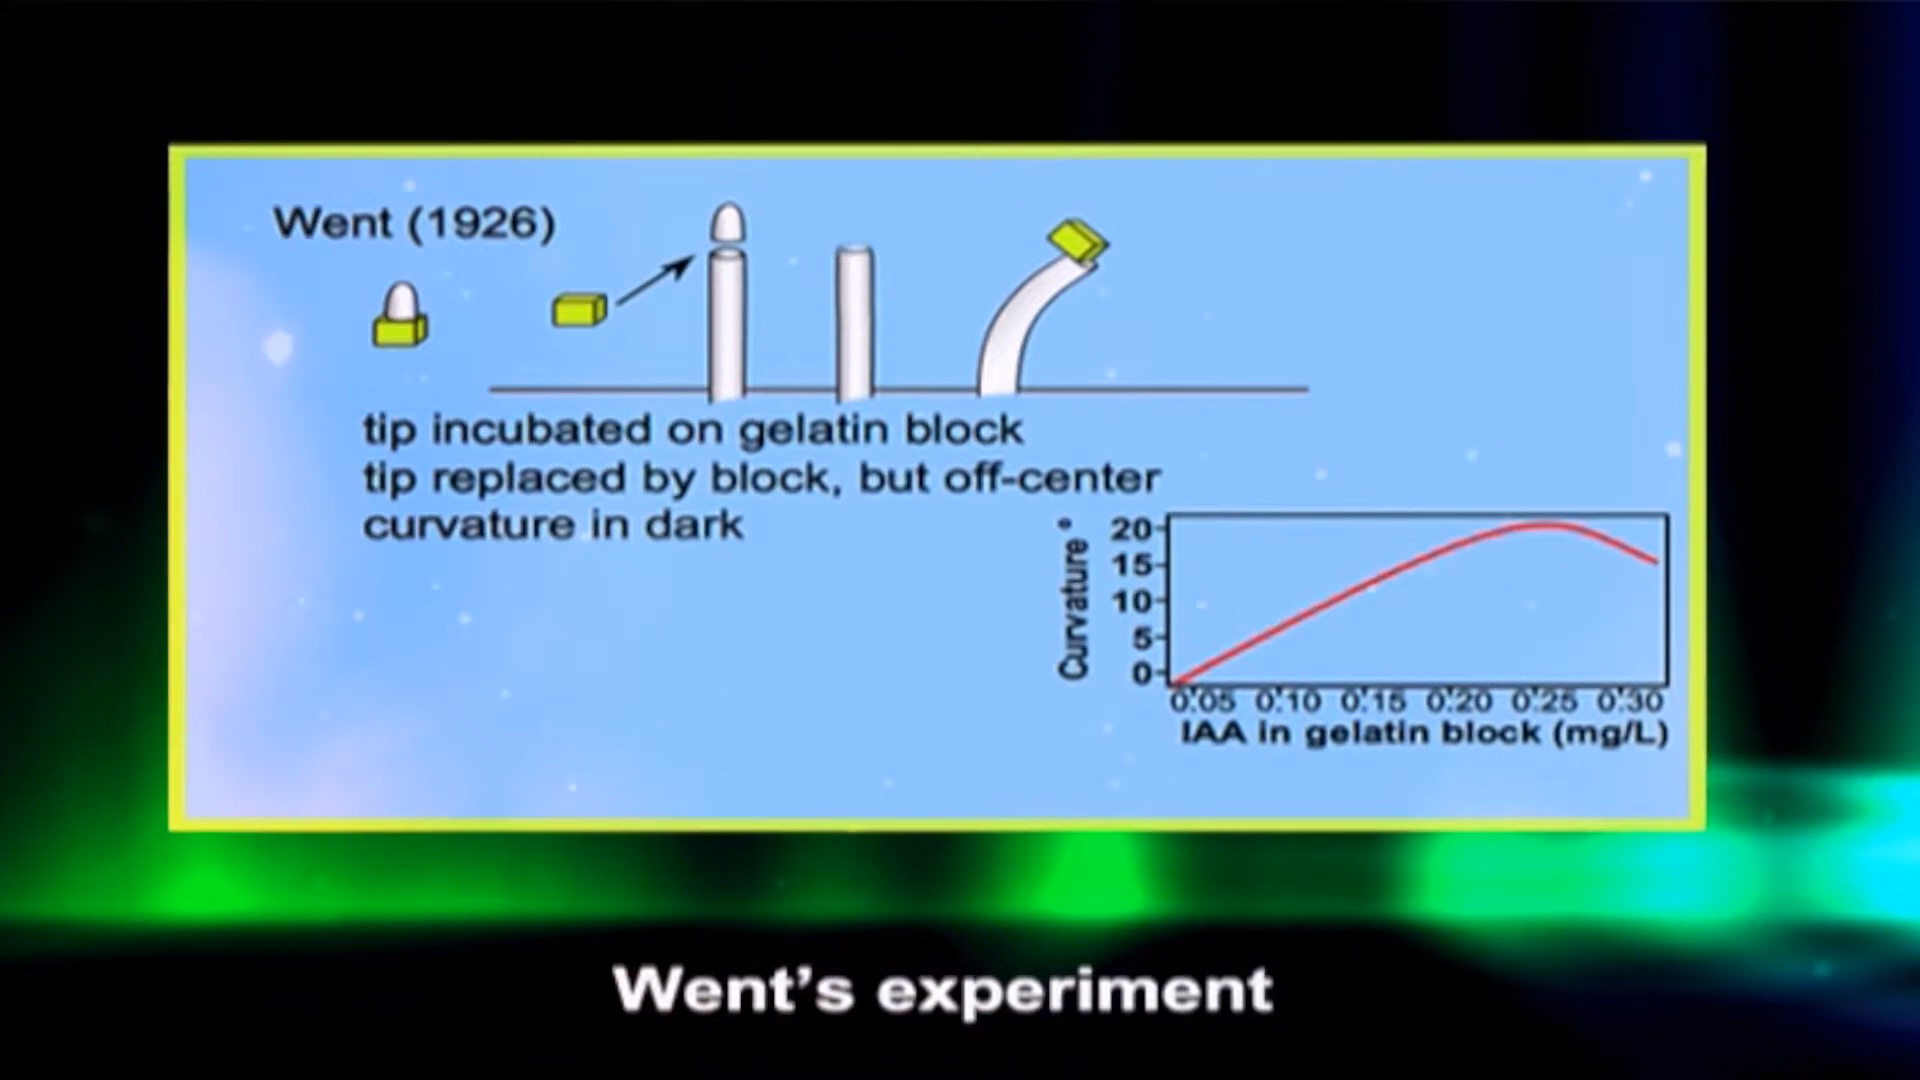 Went (1926)
tip incubated on gelatin block
tip replaced by block, but off-center
curvature in dark
Curvature °
20
15
10
5
0
0.05 0.10 0.15 0.20 0.25 0.30
IAA in gelatin block (mg/L)
Went's experiment